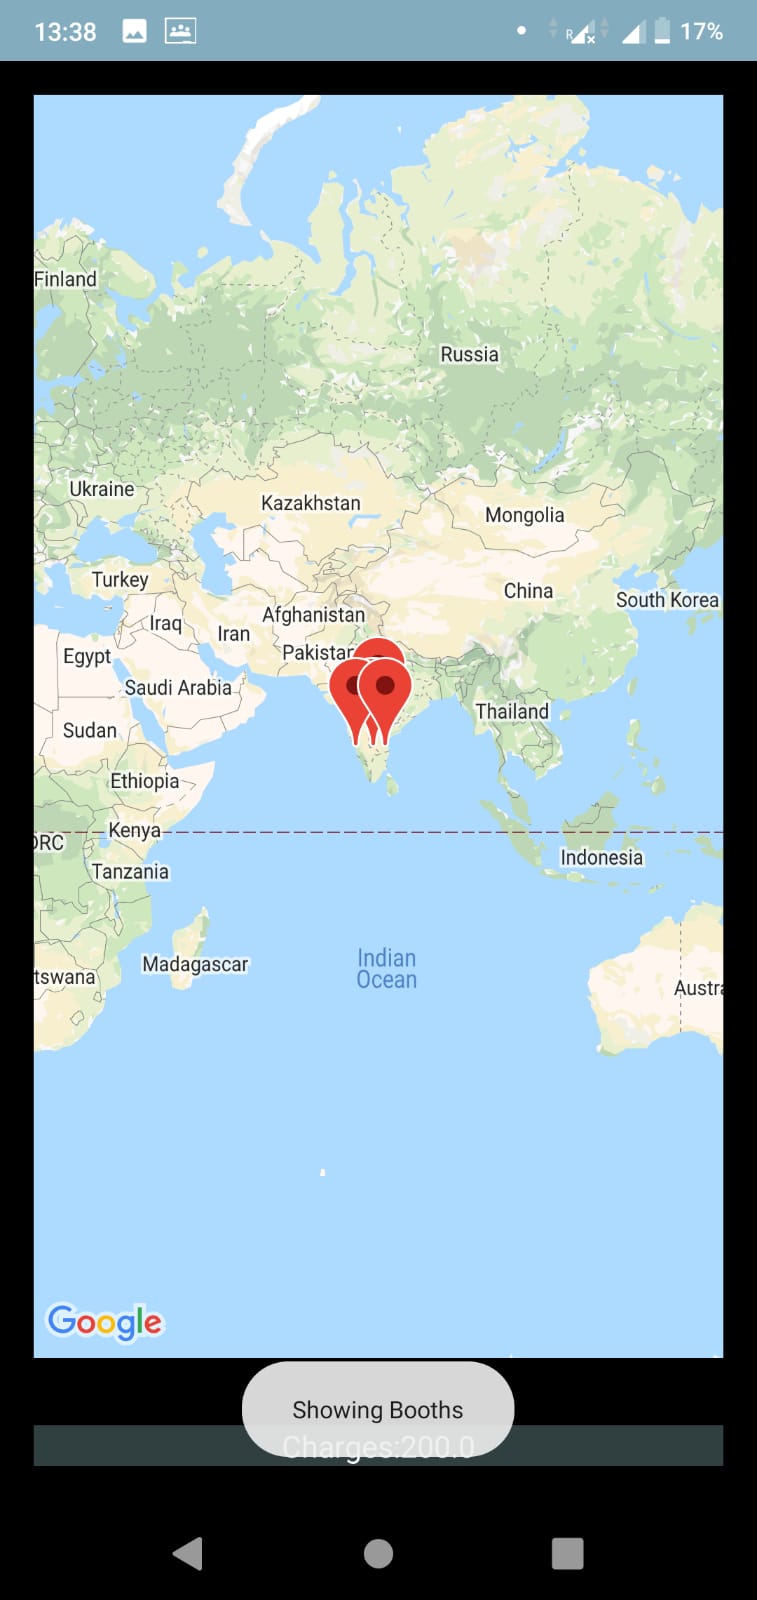 13:38
R
17%
Finland
Russia
Ukraine
Kazakhstan
Mongolia
Turkey
China
South Korea
Afghanistan
Iraq
Iran
Pakistan
Egypt
Saudi Arabia
Thailand
Sudan
Ethiopia
Kenya
DRC
Indonesia
Tanzania
Indian
Ocean
Madagascar
tswana
Austra
Google
Showing Booths
Charges:200.0